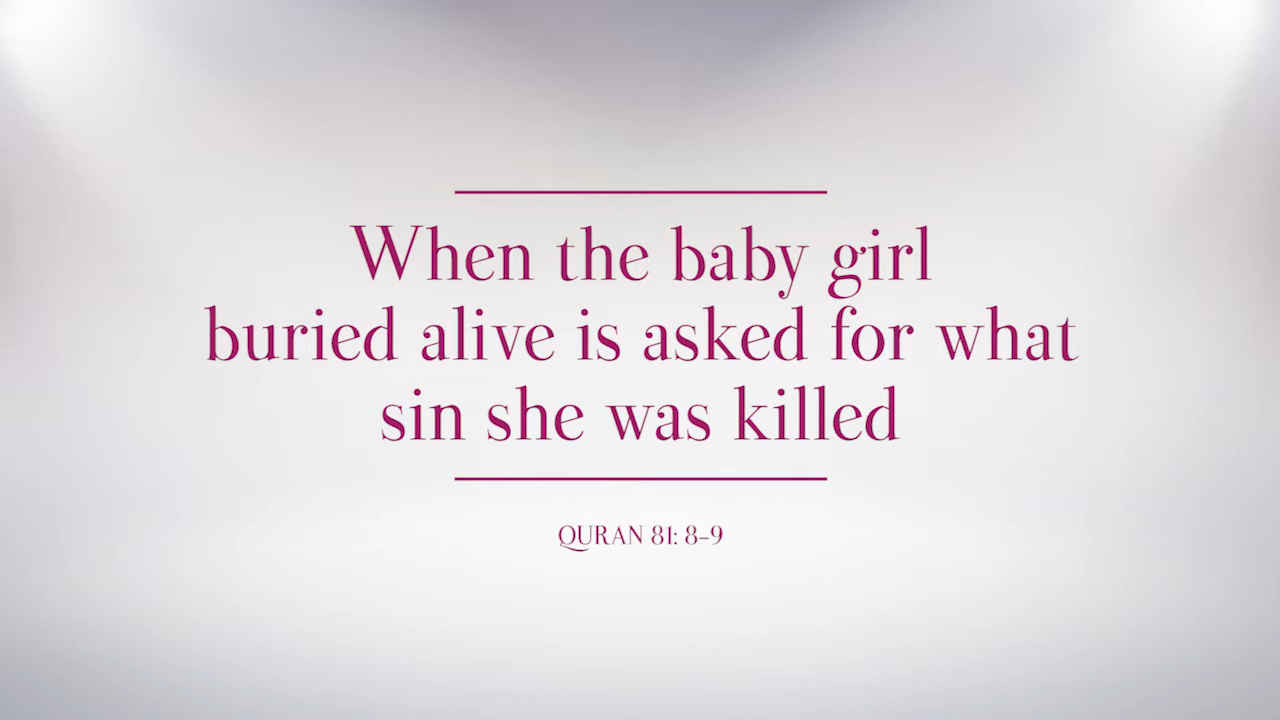 When the baby girl
buried alive is asked for what
sin she was killed
QURAN 81: 8-9